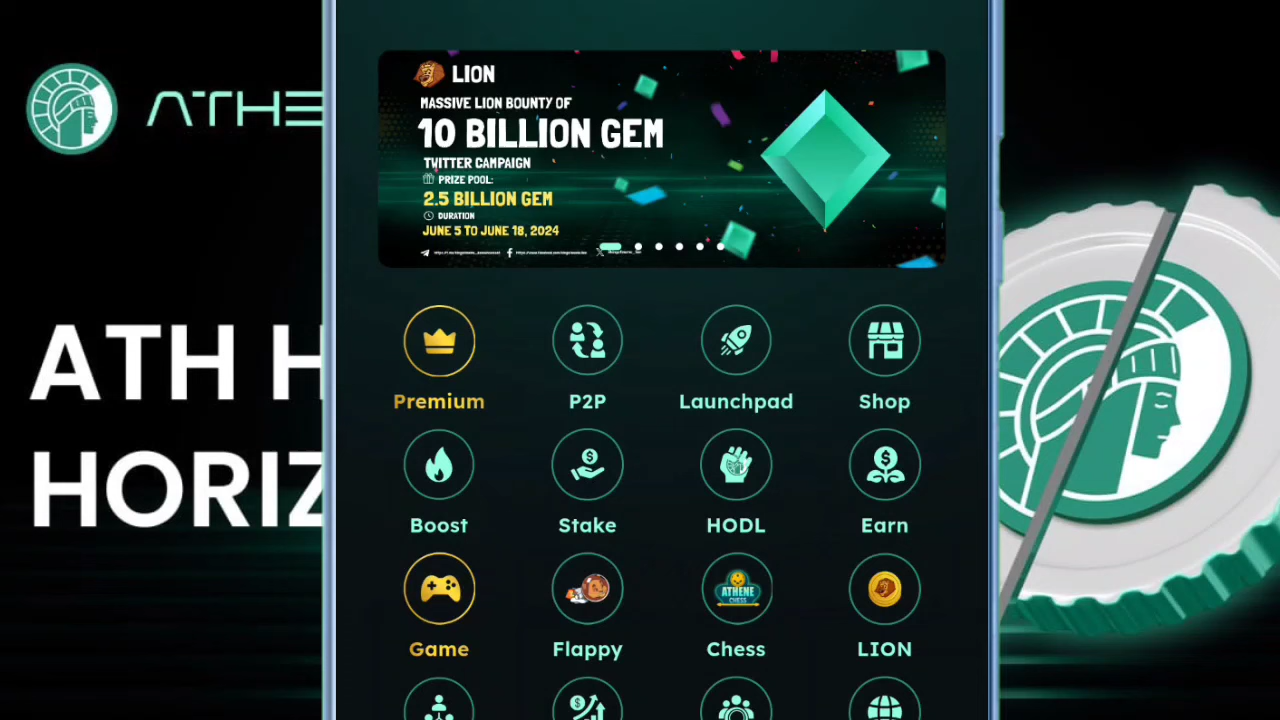 ATHE
ATH H
HORIZ
LION
MASSIVE LION BOUNTY OF
10 BILLION GEM
TWITTER CAMPAIGN
PRIZE POOL:
2.5 BILLION GEM
DURATION
JUNE 5 TO JUNE 18, 2024
Premium P2P Launchpad Shop
Boost Stake HODL Earn
ATHENE
CHESS
Game Flappy Chess LION